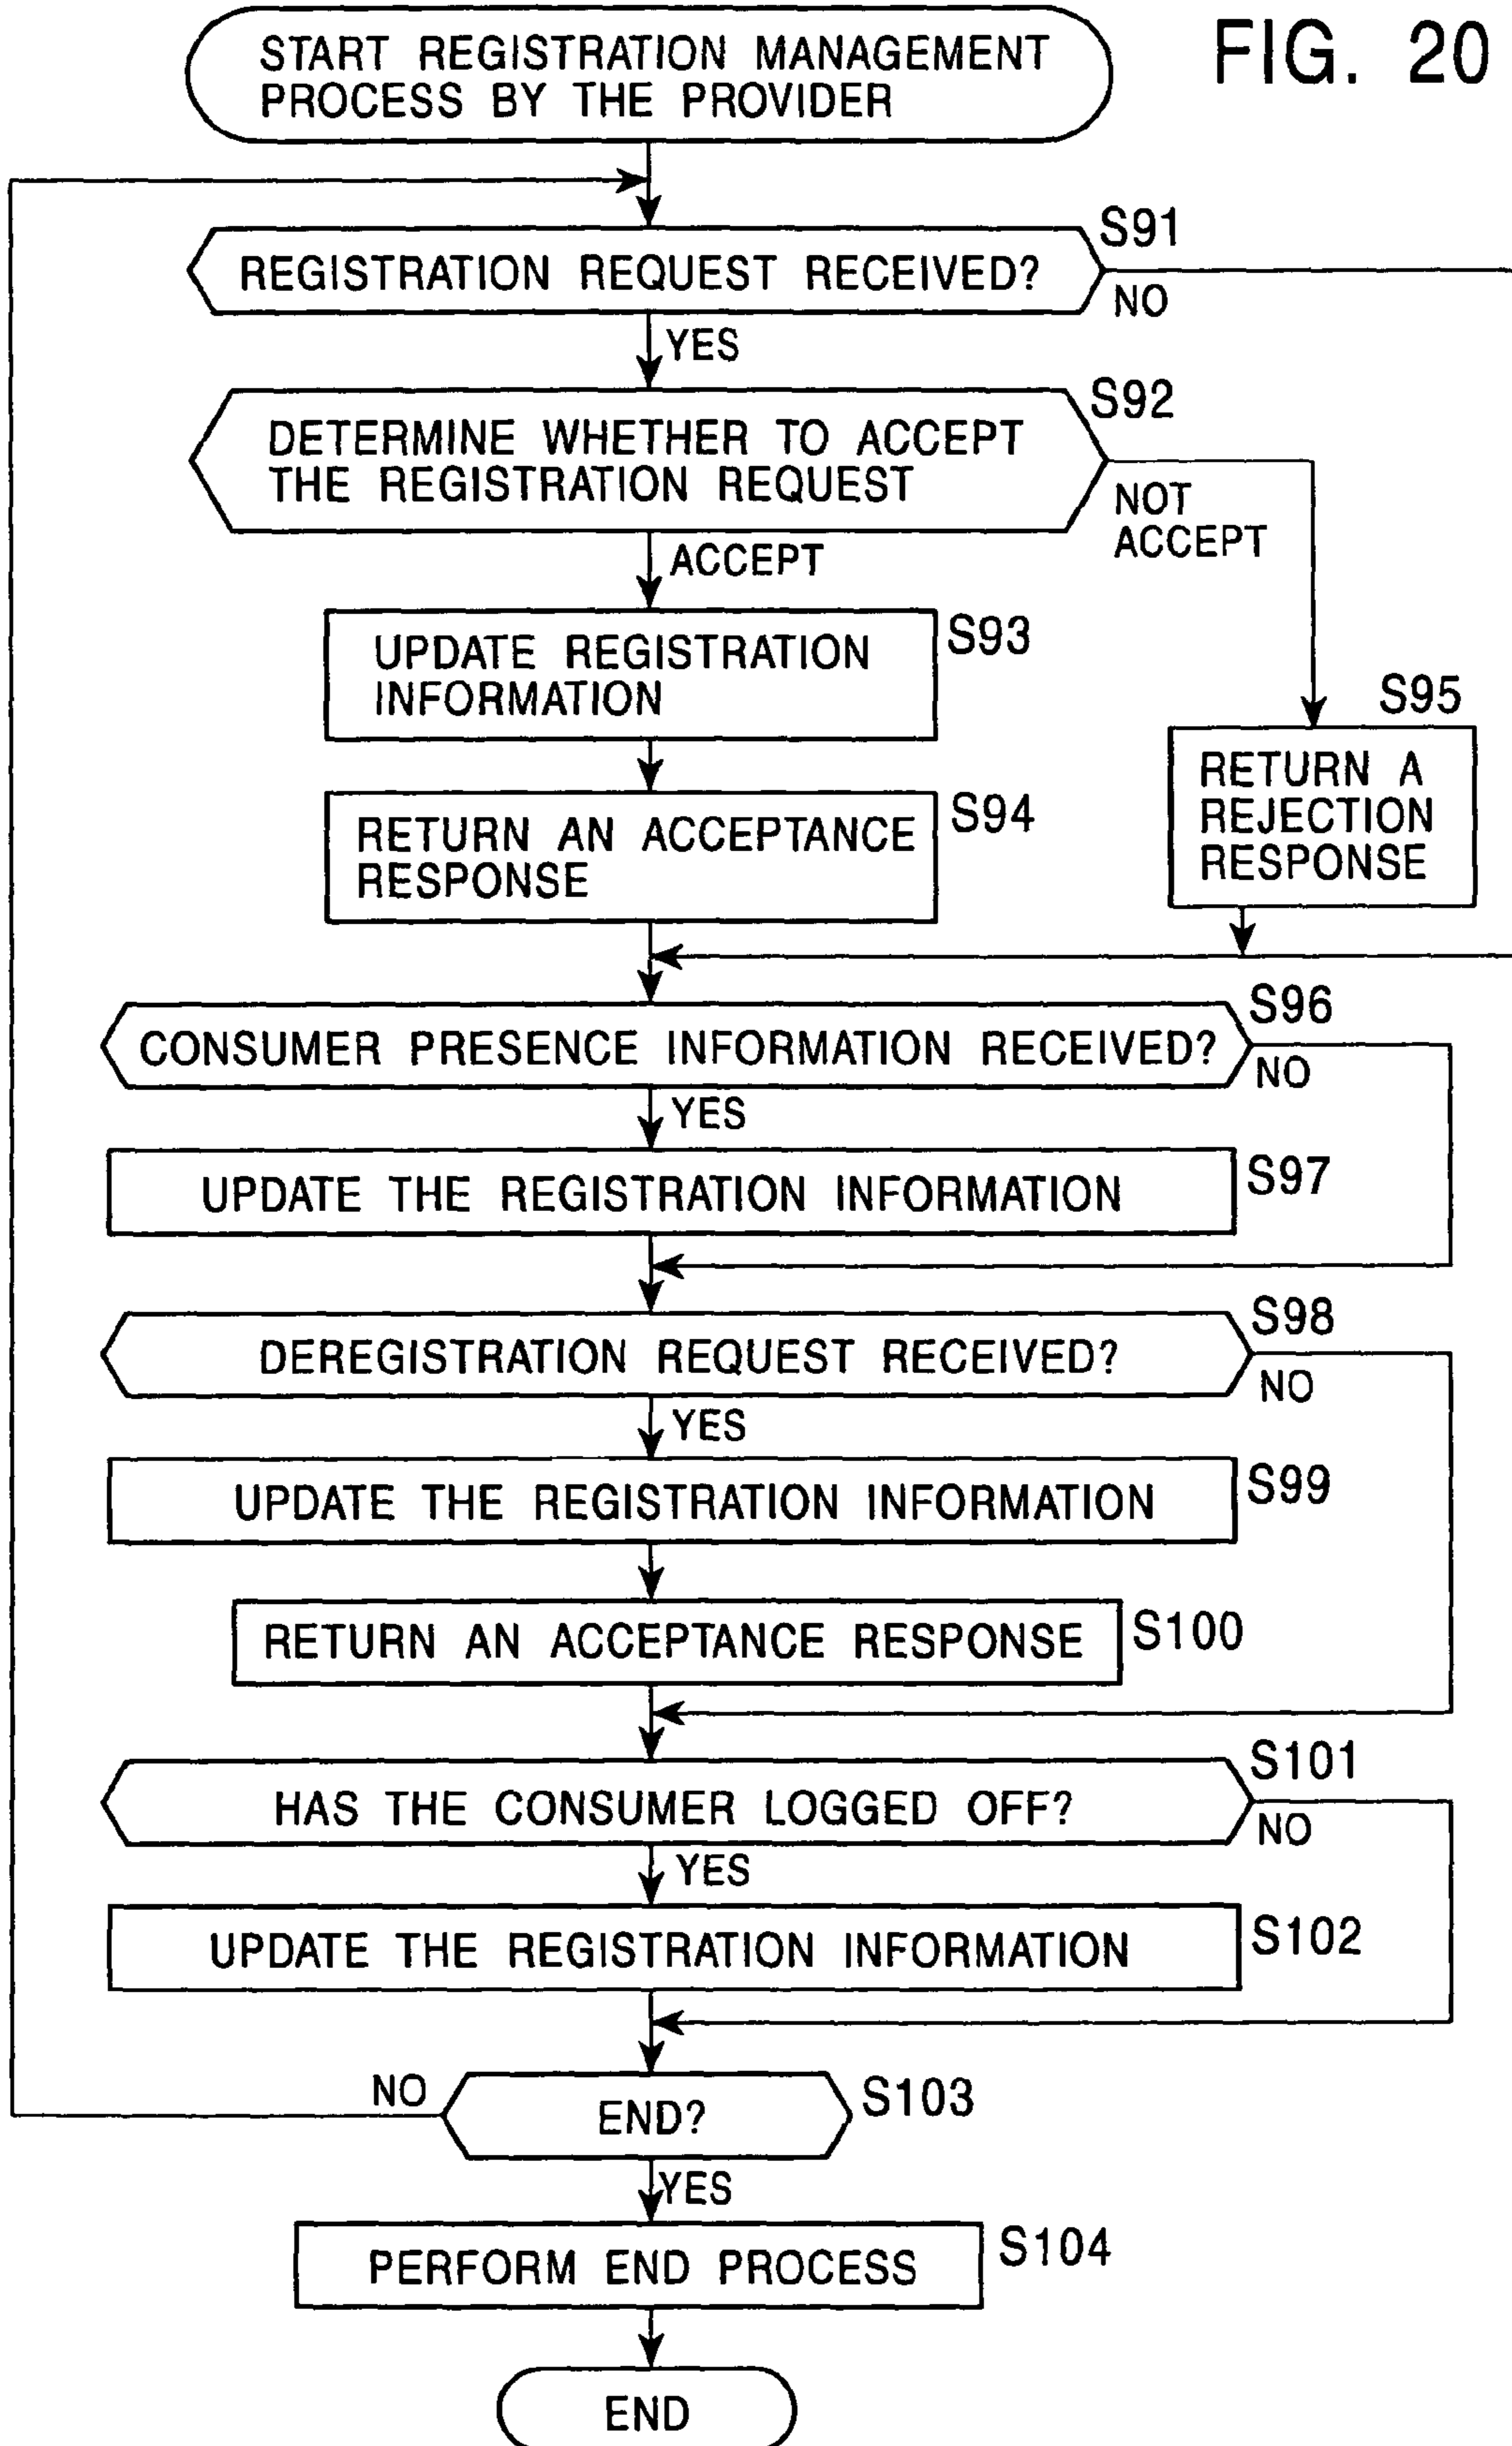 FIG. 20
START REGISTRATION MANAGEMENT
PROCESS BY THE PROVIDER
S91
REGISTRATION REQUEST RECEIVED?
NO
YES
S92
DETERMINE WHETHER TO ACCEPT
THE REGISTRATION REQUEST
NOT
ACCEPT
ACCEPT
S93
UPDATE REGISTRATION
INFORMATION
S95
RETURN A
REJECTION
RESPONSE
S94
RETURN AN ACCEPTANCE
RESPONSE
S96
CONSUMER PRESENCE INFORMATION RECEIVED?
NO
YES
S97
UPDATE THE REGISTRATION INFORMATION
S98
DEREGISTRATION REQUEST RECEIVED?
NO
YES
S99
UPDATE THE REGISTRATION INFORMATION
S100
RETURN AN ACCEPTANCE RESPONSE
S101
HAS THE CONSUMER LOGGED OFF?
NO
YES
S102
UPDATE THE REGISTRATION INFORMATION
NO
S103
END?
YES
S104
PERFORM END PROCESS
END